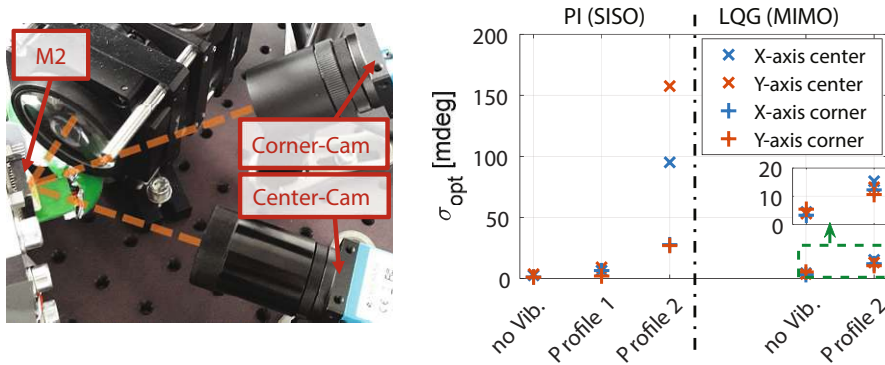 M2
Corner-Cam
Center-Cam
PI (SISO)
LQG (MIMO)
200
150
100
50
0
σopt [mdeg]
X-axis center
Y-axis center
X-axis corner
Y-axis corner
20
10
0
no Vib.
Profile 1
Profile 2
no Vib.
Profile 2